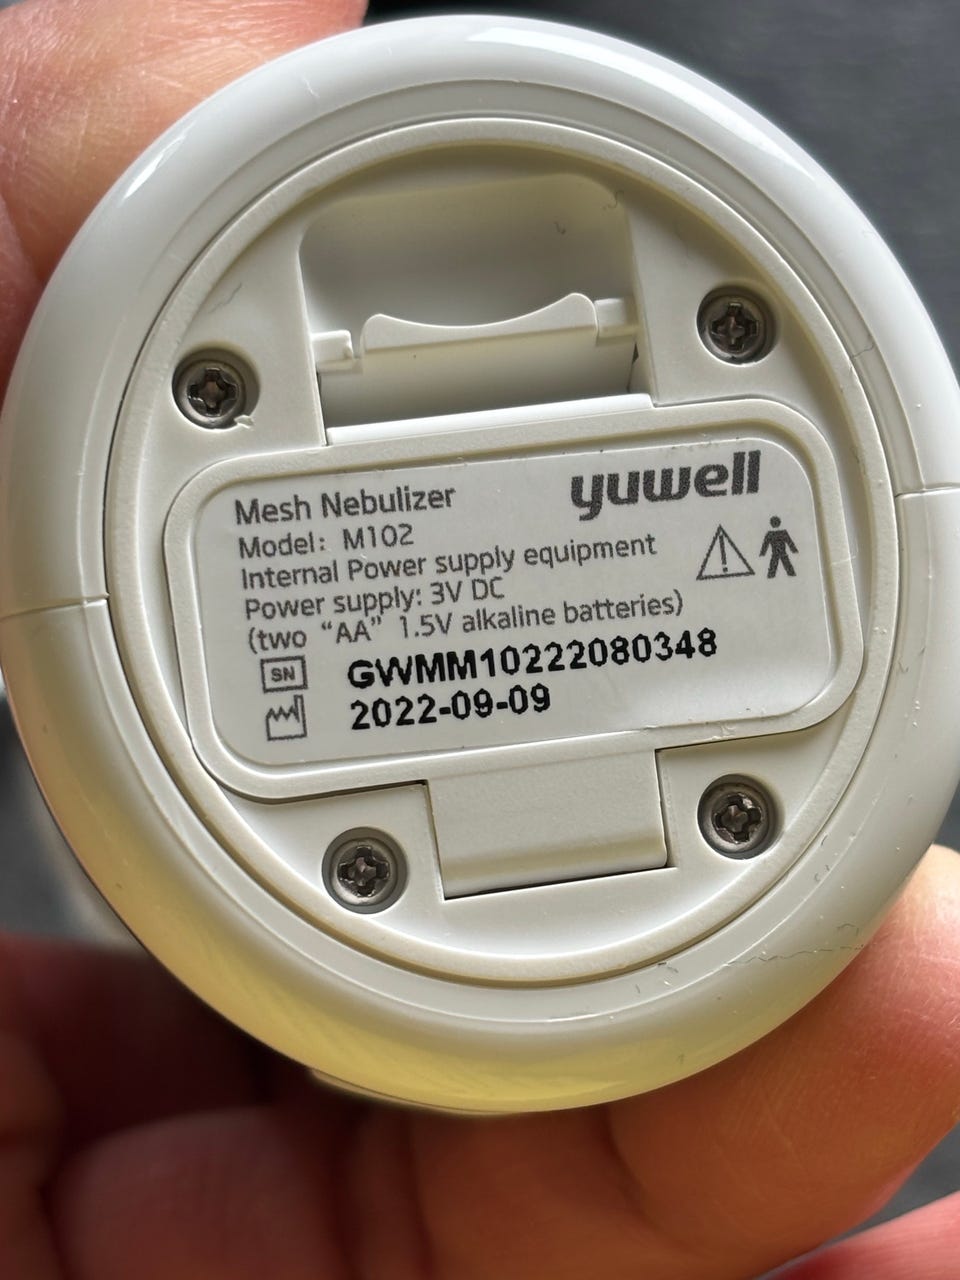 yuwell
Mesh Nebulizer
Model: M102
Internal Power supply equipment
Power supply: 3V DC
(two “AA” 1.5V alkaline batteries)
SN GWMM10222080348
2022-09-09